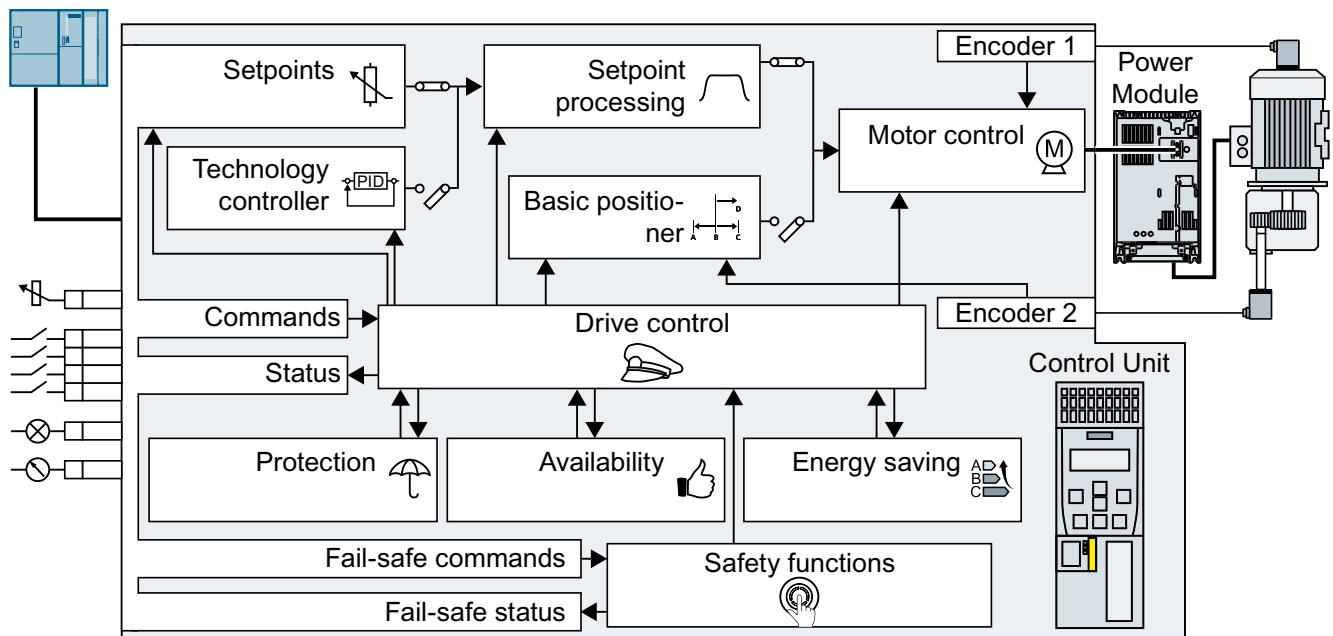 Encoder 1
Setpoints
Setpoint
processing
Power
Module
Motor control
M
Technology
controller
PID
Basic positio-
ner
D
A B C
Encoder 2
Commands
Drive control
Status
Control Unit
Protection
Availability
Energy saving
A
B
C
Fail-safe commands
Safety functions
Fail-safe status